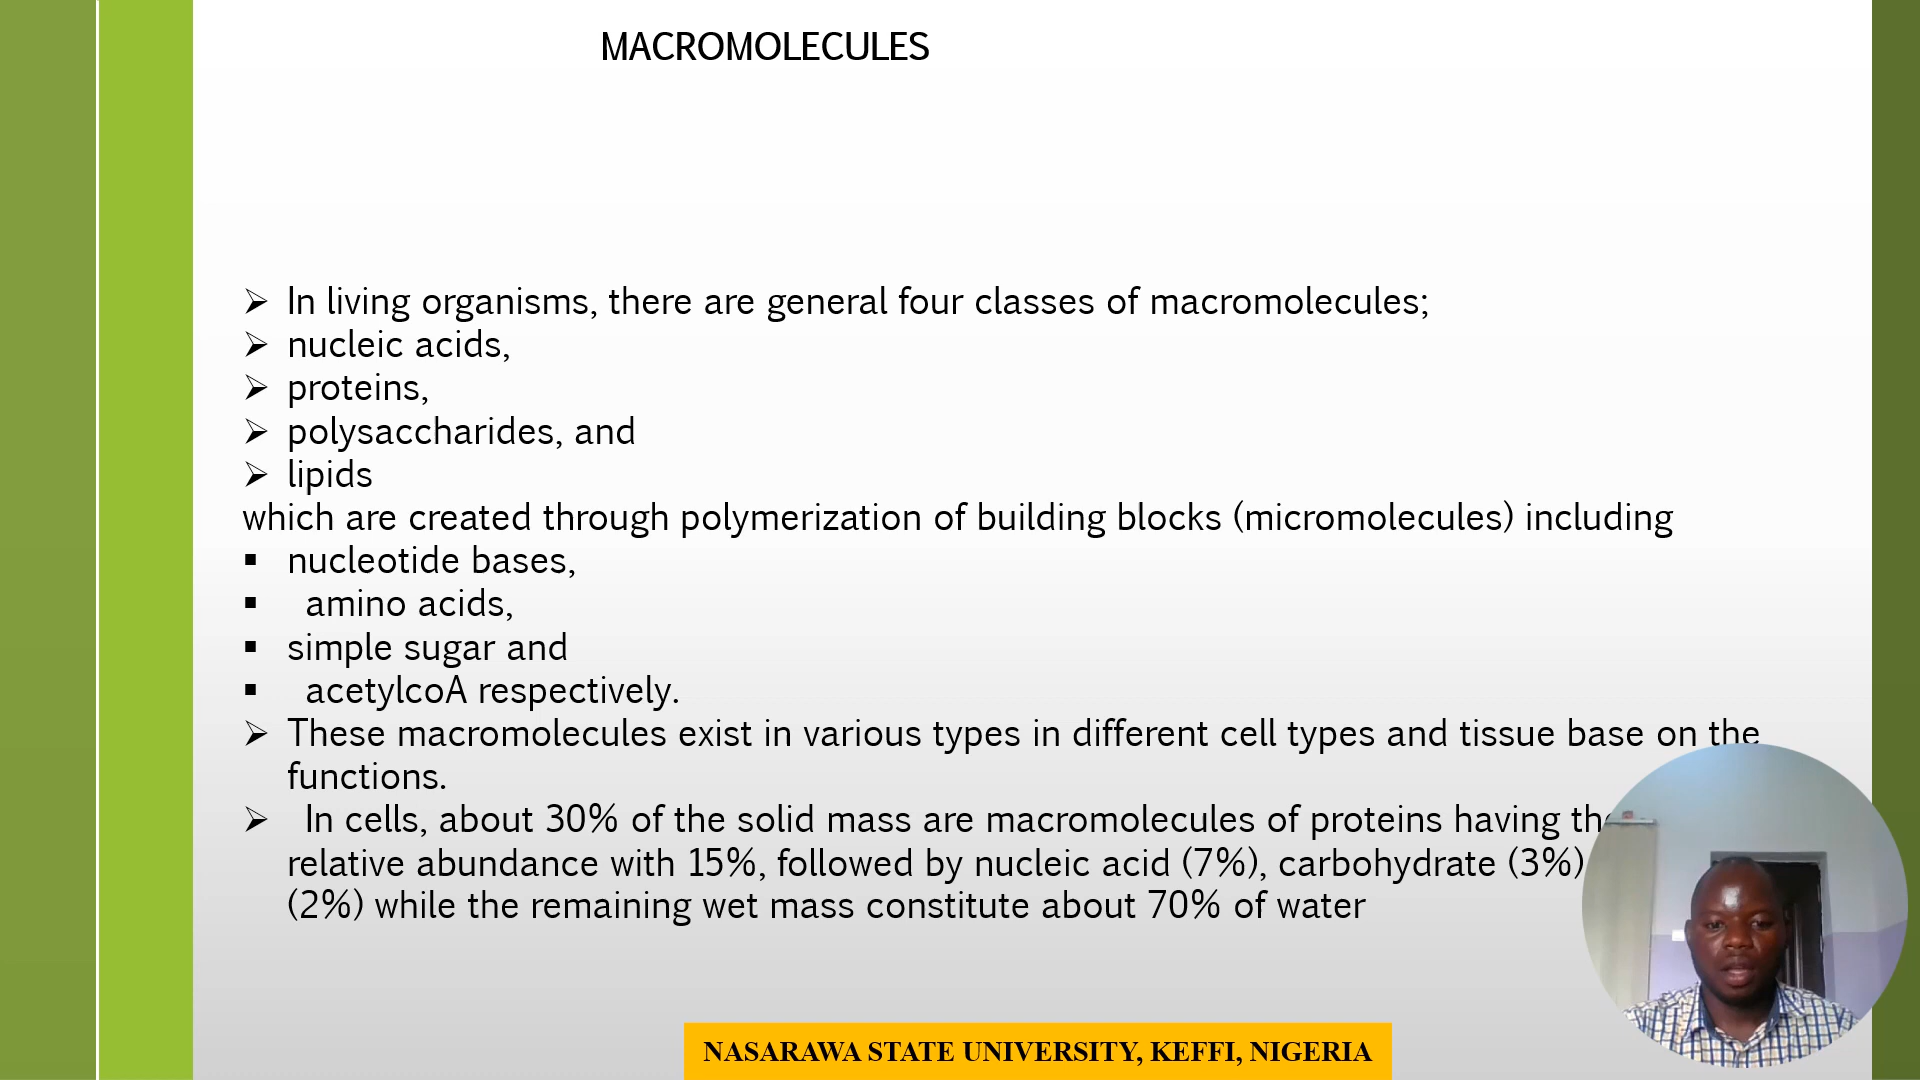 MACROMOLECULES
In living organisms, there are general four classes of macromolecules;
nucleic acids,
proteins,
polysaccharides, and
lipids
which are created through polymerization of building blocks (micromolecules) including
nucleotide bases,
amino acids,
simple sugar and
acetylcoA respectively.
These macromolecules exist in various types in different cell types and tissue base on the
functions.
In cells, about 30% of the solid mass are macromolecules of proteins having
relative abundance with 15%, followed by nucleic acid (7%), carbohydrate (3%)
(2%) while the remaining wet mass constitute about 70% of water
NASARAWA STATE UNIVERSITY, KEFFI, NIGERIA